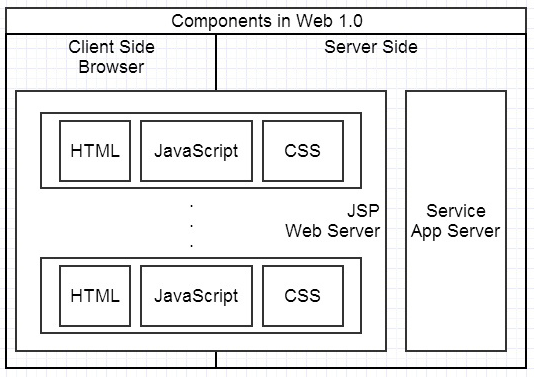 Components in Web 1.0
Client Side
Browser
Server Side
HTML
JavaScript
CSS
.
.
.
JSP
Web Server
Service
App Server
HTML
JavaScript
CSS